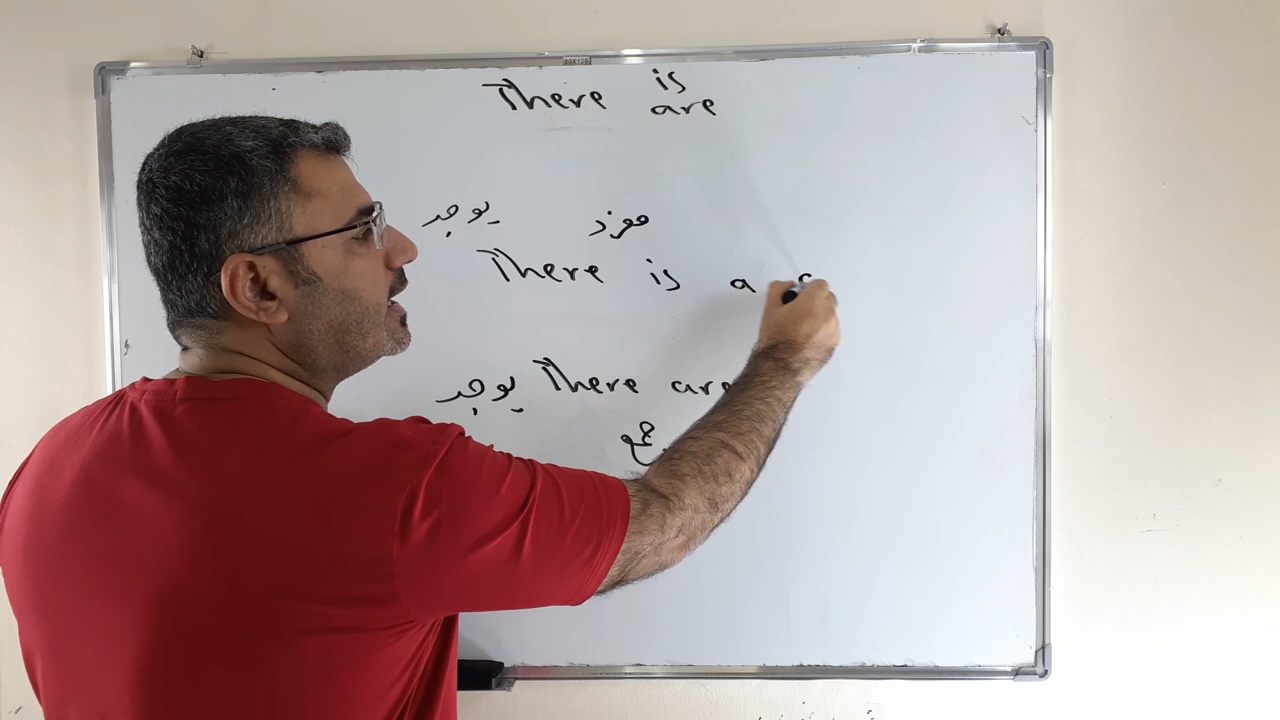 There is
are
يوجد مفرد
There is a
يوجد There are
جمع